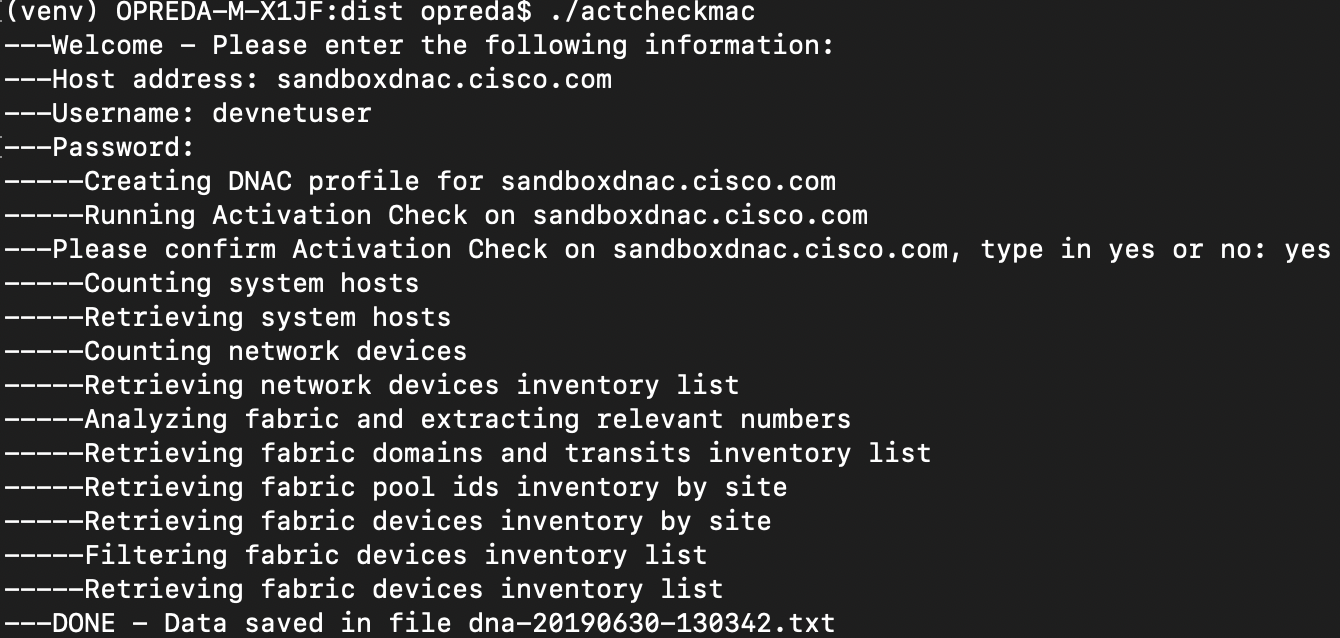 (venv) OPREDA-M-X1JF:dist opreda$ ./actcheckmac
---Welcome - Please enter the following information:
---Host address: sandboxdnac.cisco.com
---Username: devnetuser
---Password:
-----Creating DNAC profile for sandboxdnac.cisco.com
-----Running Activation Check on sandboxdnac.cisco.com
---Please confirm Activation Check on sandboxdnac.cisco.com, type in yes or no: yes
-----Counting system hosts
-----Retrieving system hosts
-----Counting network devices
-----Retrieving network devices inventory list
-----Analyzing fabric and extracting relevant numbers
-----Retrieving fabric domains and transits inventory list
-----Retrieving fabric pool ids inventory by site
-----Retrieving fabric devices inventory by site
-----Filtering fabric devices inventory list
-----Retrieving fabric devices inventory list
---DONE - Data saved in file dna-20190630-130342.txt